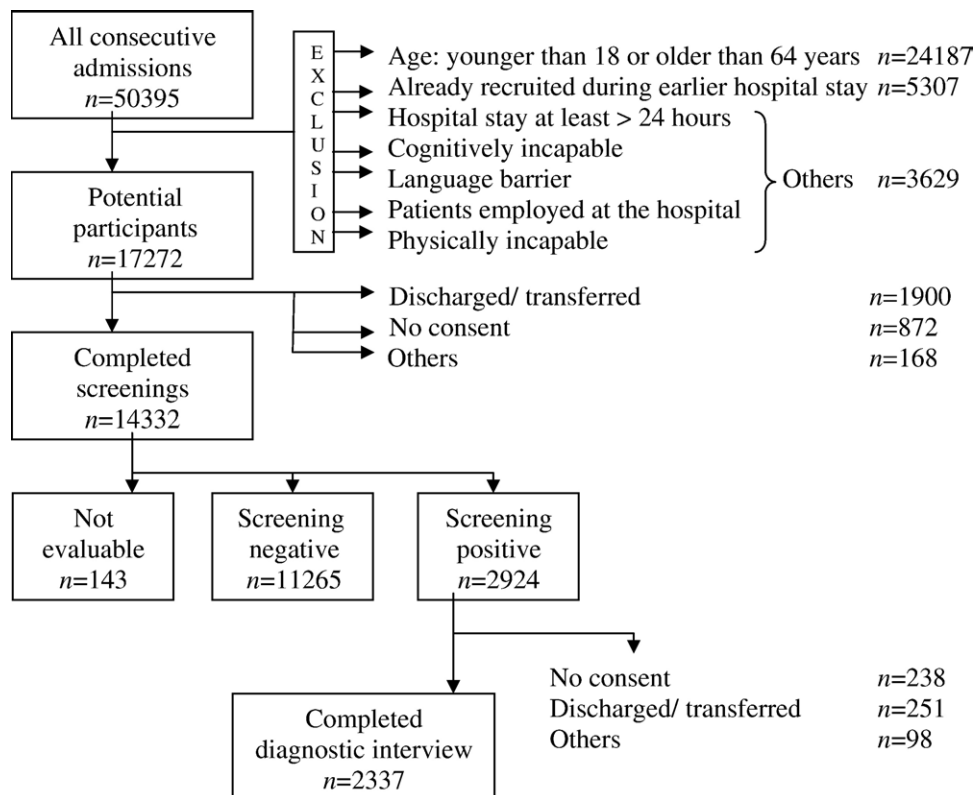 All consecutive
admissions
n=50395
EXCLUSION
Age: younger than 18 or older than 64 years n=24187
Already recruited during earlier hospital stay n=5307
Hospital stay at least > 24 hours
Cognitively incapable
Language barrier
Patients employed at the hospital
Physically incapable
Others n=3629
Potential
participants
n=17272
Discharged/ transferred n=1900
No consent n=872
Others n=168
Completed
screenings
n=14332
Not
evaluable
n=143
Screening
negative
n=11265
Screening
positive
n=2924
No consent n=238
Discharged/ transferred n=251
Others n=98
Completed
diagnostic interview
n=2337